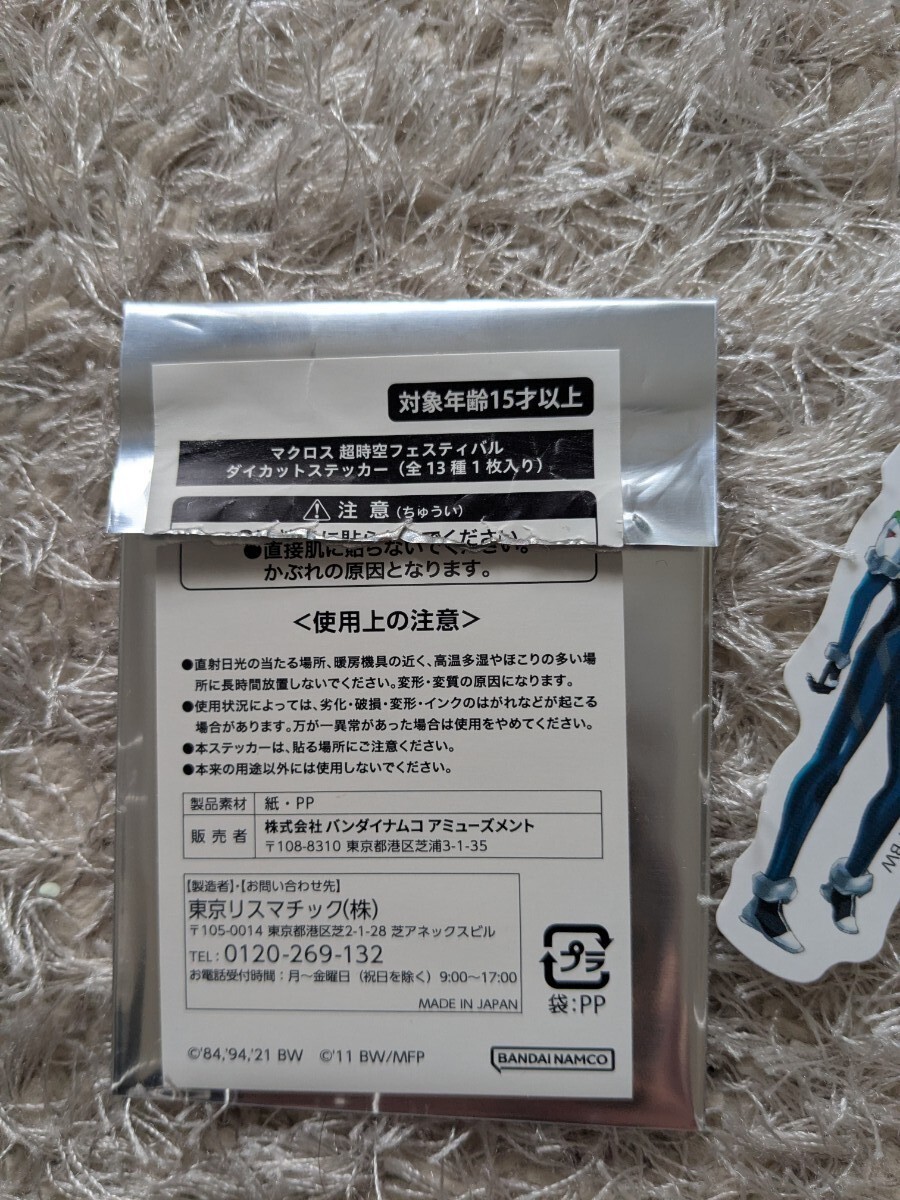 対象年齢15才以上
マクロス 超時空フェスティバル
ダイカットステッカー（全13種1枚入り）
注 意（ちゅうい）
●直接肌に貼らないでください。
かぶれの原因となります。
＜使用上の注意＞
●直射日光の当たる場所、暖房機具の近く、高温多湿やほこりの多い場
所に長時間放置しないでください。変形・変質の原因になります。
●使用状況によっては、劣化・破損・変形・インクのはがれなどが起こる
場合があります。万が一異常があった場合は使用をやめてください。
●本ステッカーは、貼る場所にご注意ください。
●本来の用途以外には使用しないでください。
製品素材 紙・PP
販売者 株式会社 バンダイナムコ アミューズメント
〒108-8310 東京都港区芝浦3-1-35
【製造者】・【お問い合わせ先】
東京リスマチック(株)
〒105-0014 東京都港区芝2-1-28 芝アネックスビル
TEL：0120-269-132
お電話受付時間：月～金曜日（祝日を除く）9:00～17:00
MADE IN JAPAN
プラ
袋:PP
©'84,'94,'21 BW ©'11 BW/MFP
BANDAI NAMCO
BW